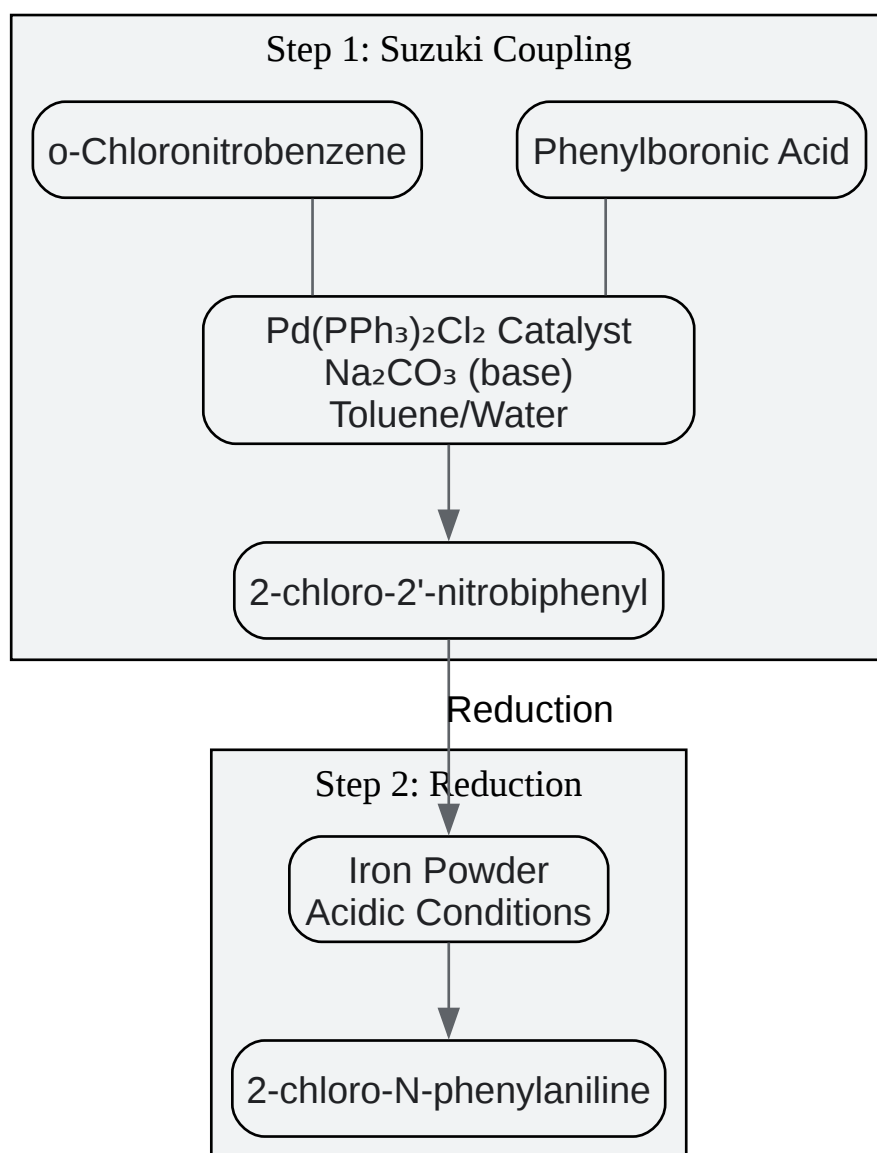 Step 1: Suzuki Coupling
o-Chloronitrobenzene
Phenylboronic Acid
Pd(PPh₃)₂Cl₂ Catalyst
Na₂CO₃ (base)
Toluene/Water
2-chloro-2'-nitrobiphenyl
Reduction
Step 2: Reduction
Iron Powder
Acidic Conditions
2-chloro-N-phenylaniline